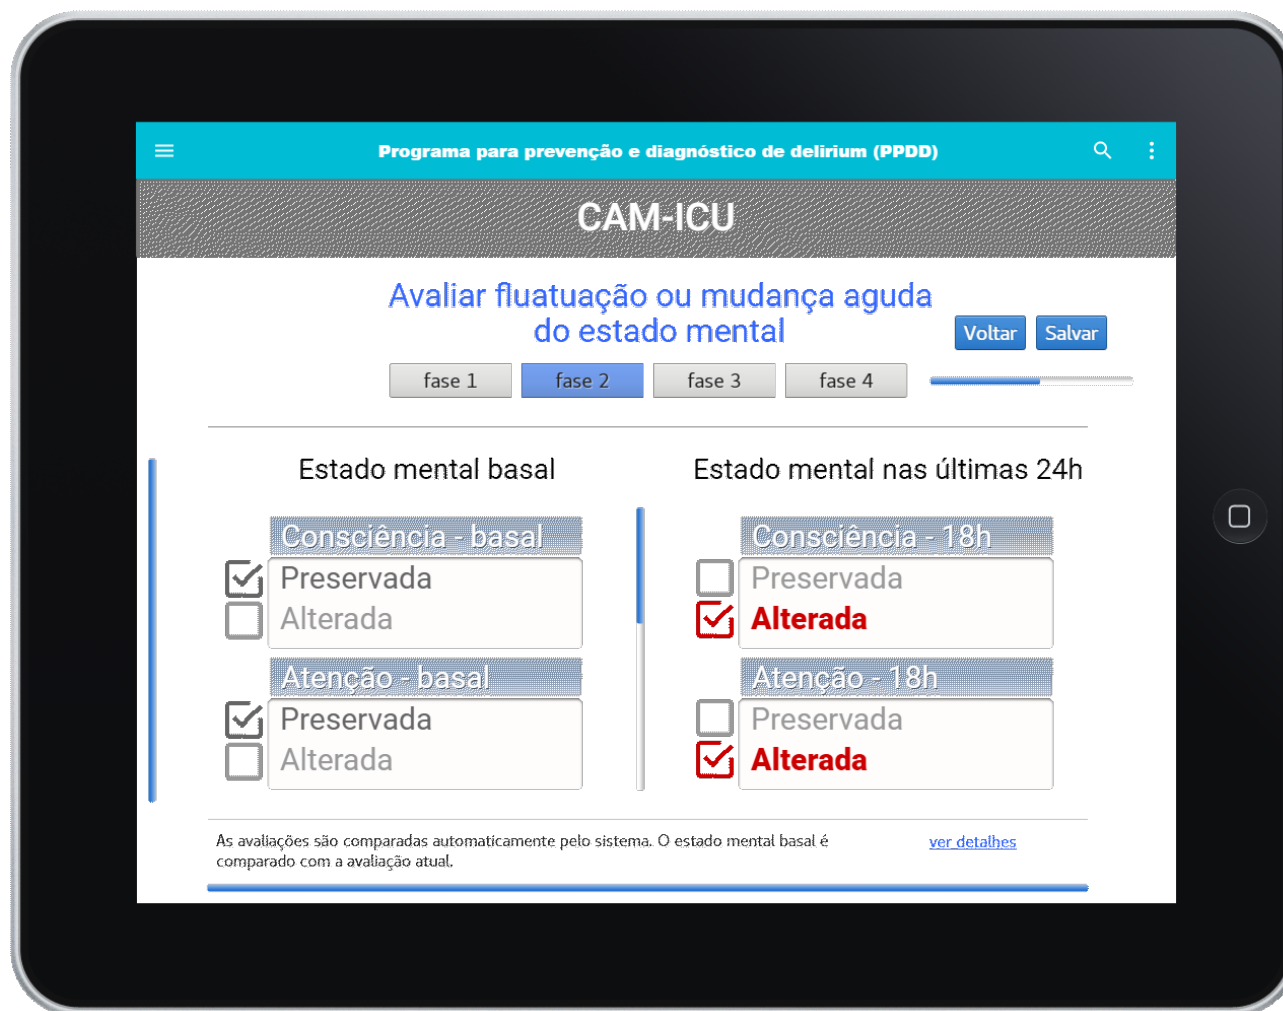 Programa para prevenção e diagnóstico de delirium (PPDD)
CAM-ICU
Avaliar fluatuação ou mudança aguda
do estado mental
Voltar Salvar
fase 1 fase 2 fase 3 fase 4
Estado mental basal
Consciência - basal
Preservada
Alterada
Atenção - basal
Preservada
Alterada
Estado mental nas últimas 24h
Consciência - 18h
Preservada
Alterada
Atenção - 18h
Preservada
Alterada
As avaliações são comparadas automaticamente pelo sistema. O estado mental basal é
comparado com a avaliação atual.
ver detalhes